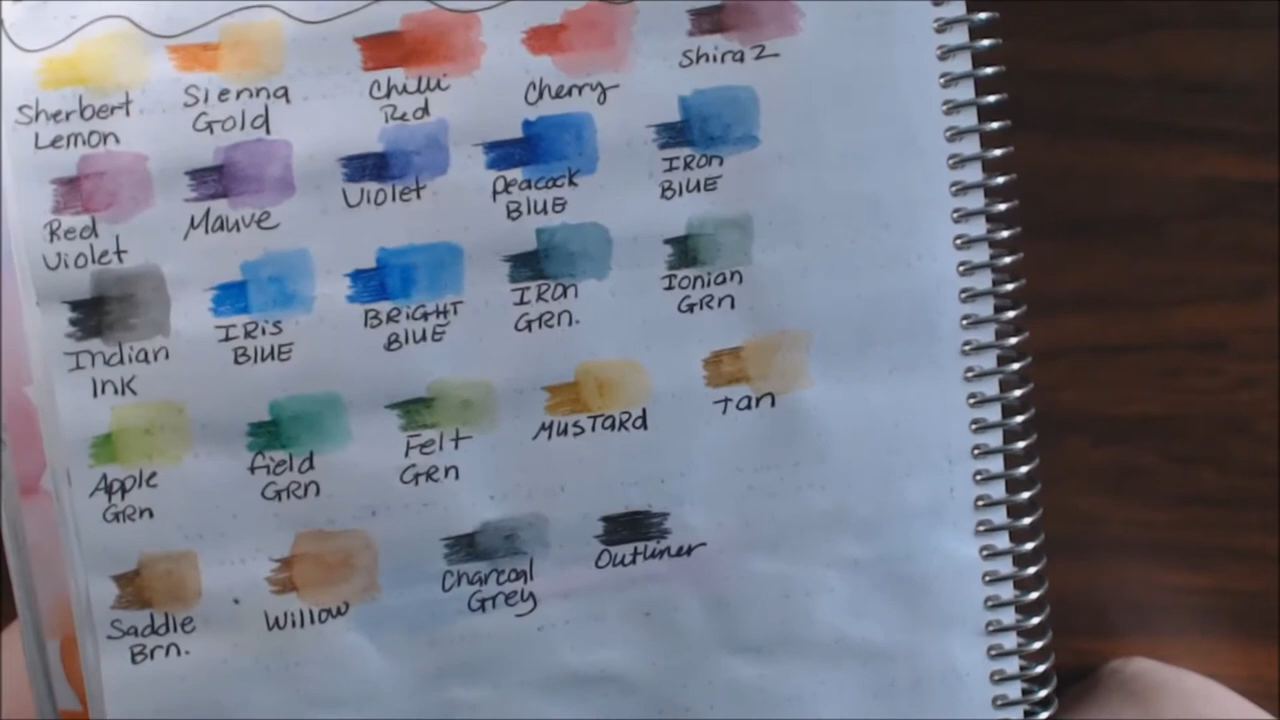 Sherbert Lemon
Sienna Gold
Chilli Red
Cherry
Shiraz
Red Violet
Mauve
Violet
Peacock BLUE
IRON BLUE
Indian Ink
IRis BLUE
BRiGHT BLUE
IRON GRN.
Ionian GRN
Apple GRn
field GRn
Felt GRn
MUSTARd
Tan
Saddle Brn.
Willow
Charcoal Grey
Outliner